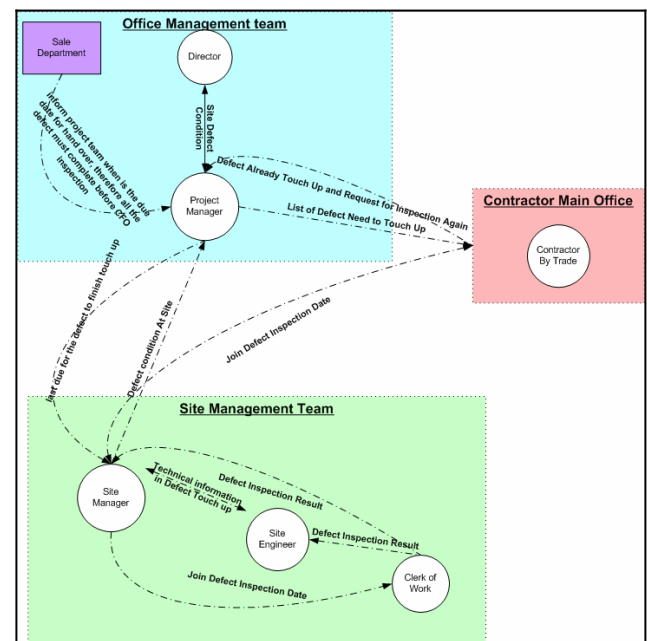 Office Management team
Sale
Department
Director
Site Defect
Condition
inform project team when is the due
date for hand over, therefore all the
defect must complete before CFO
inspection
Project
Manager
Defect Already Touch Up and Request for Inspection Again
List of Defect Need to Touch Up
Contractor Main Office
Contractor
By Trade
last due for the defect to finish touch up
Defect condition At Site
Join Defect Inspection Date
Site Management Team
Site
Manager
Technical information
in Defect Touch up
Defect Inspection Result
Site
Engineer
Defect Inspection Result
Clerk of
Work
Join Defect Inspection Date